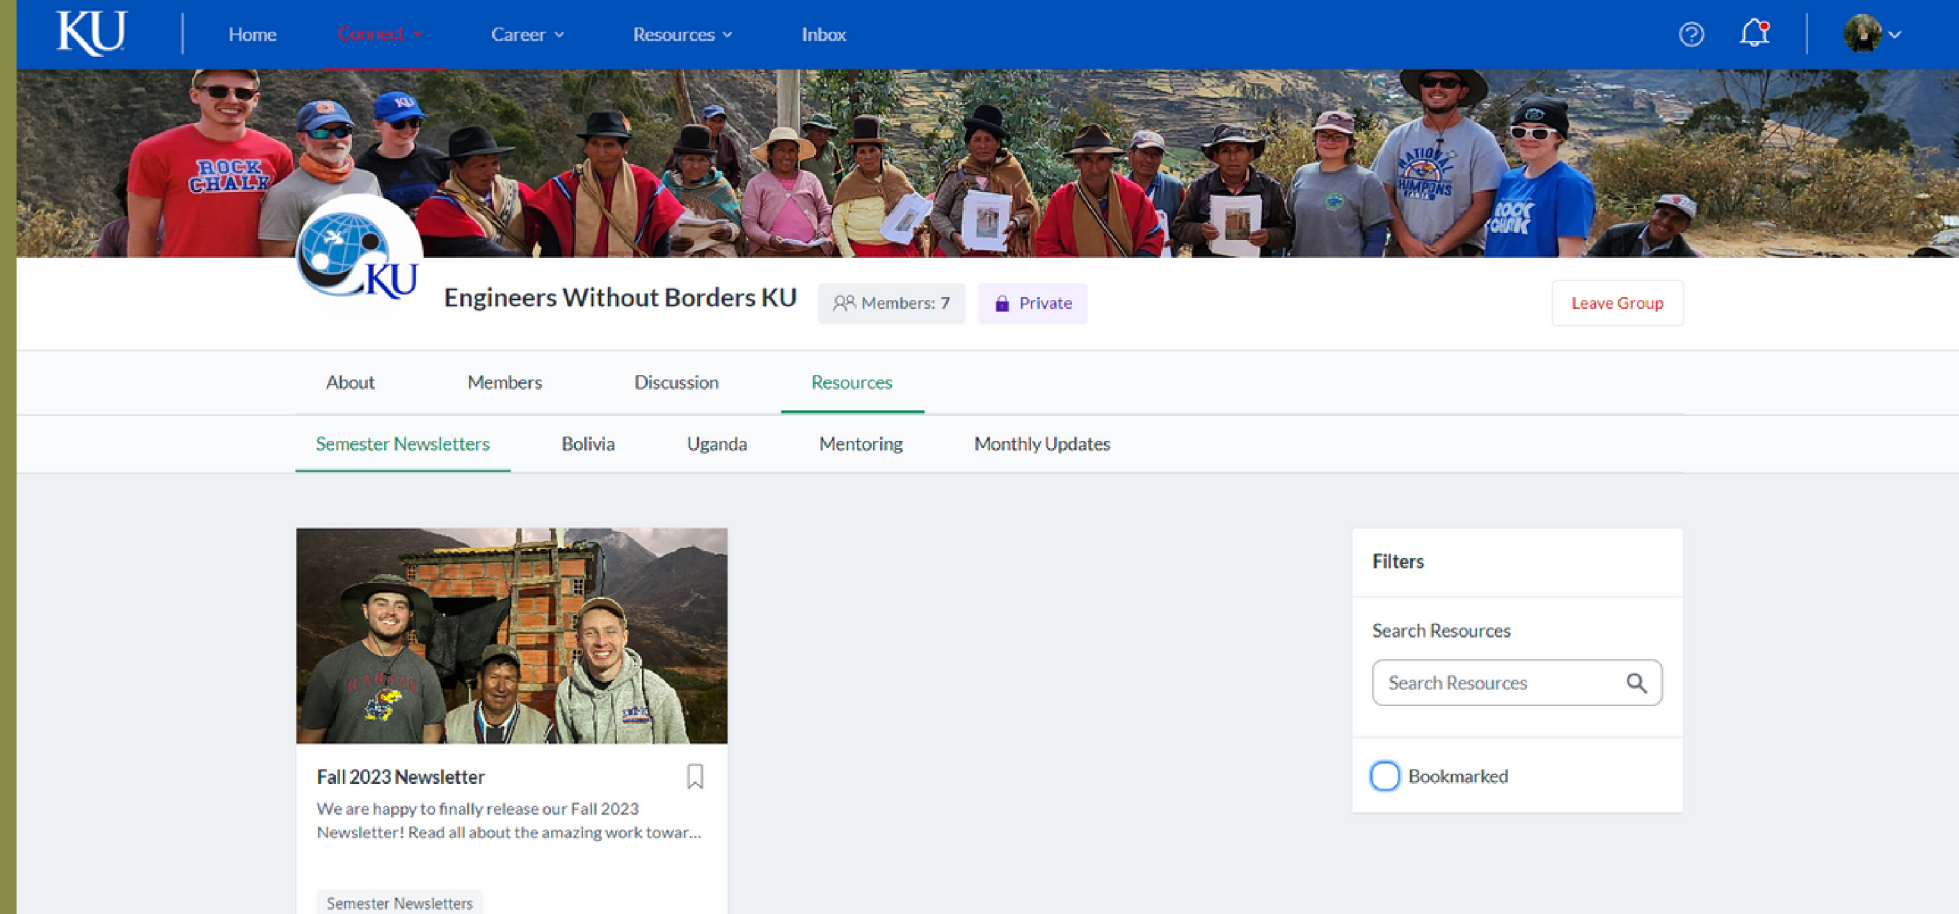 KU
Home
Connect
Career
Resources
Inbox
ROCK
CHALK
KU
NATIONAL
ROCK
CHALK
KU
Engineers Without Borders KU
Members: 7
Private
Leave Group
About
Members
Discussion
Resources
Semester Newsletters
Bolivia
Uganda
Mentoring
Monthly Updates
KANSAS
Fall 2023 Newsletter
We are happy to finally release our Fall 2023
Newsletter! Read all about the amazing work towar...
Semester Newsletters
Filters
Search Resources
Search Resources
Bookmarked